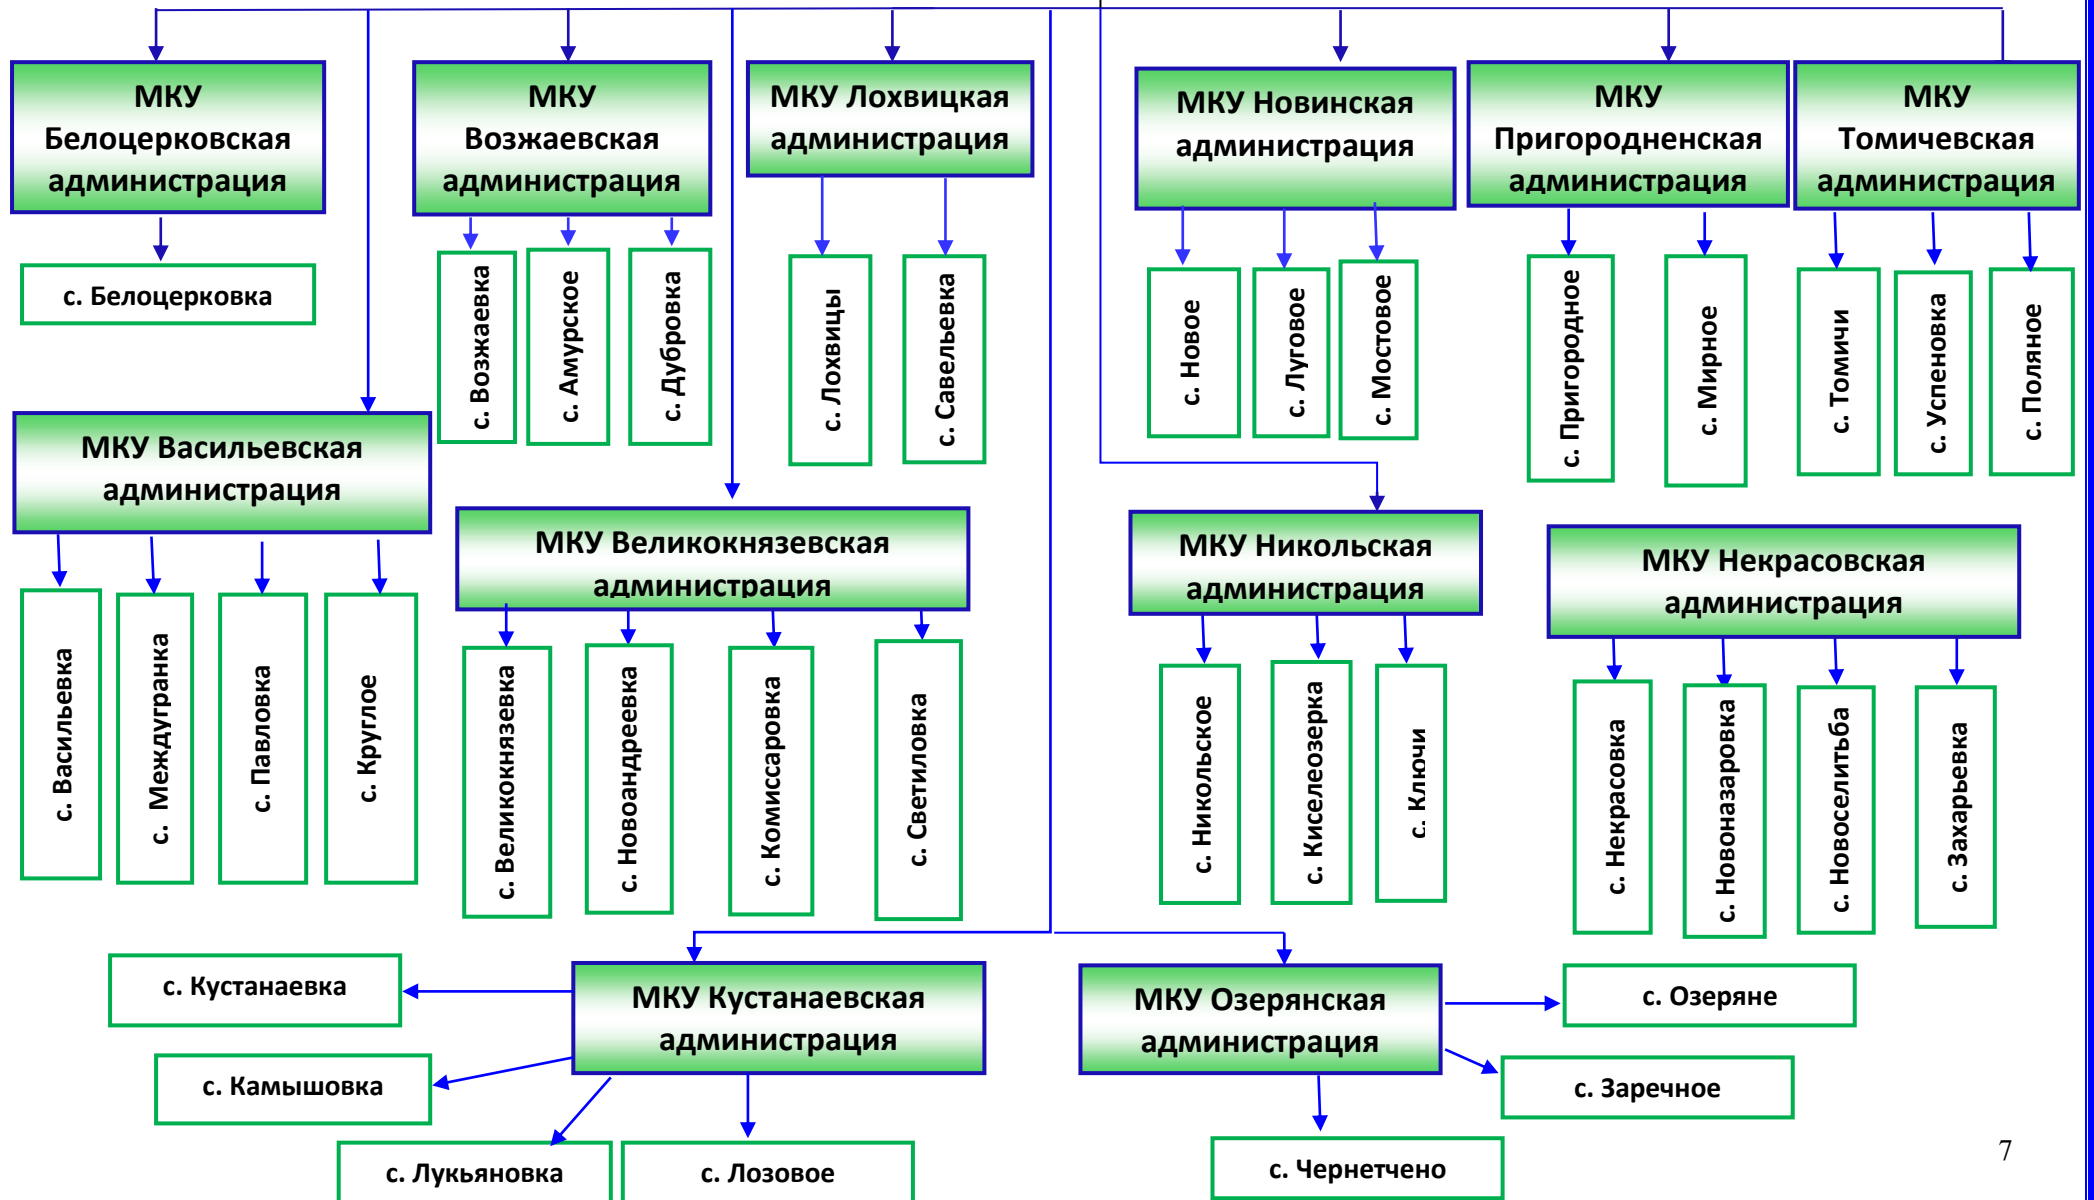 МКУ
Белоцерковская
администрация
МКУ
Возжаевская
администрация
МКУ Лохвицкая
администрация
МКУ Новинская
администрация
МКУ
Пригородненская
администрация
МКУ
Томичевская
администрация
с. Белоцерковка
с. Возжаевка
с. Амурское
с. Дубровка
с. Лохвицы
с. Савельевка
с. Новое
с. Луговое
с. Мостовое
с. Пригородное
с. Мирное
с. Томичи
с. Успеновка
с. Поляное
МКУ Васильевская
администрация
МКУ Великокнязевская
администрация
МКУ Никольская
администрация
МКУ Некрасовская
администрация
с. Васильевка
с. Междугранка
с. Павловка
с. Круглое
с. Великокнязевка
с. Новоандреевка
с. Комиссаровка
с. Светиловка
с. Никольское
с. Киселеозерка
с. Ключи
с. Некрасовка
с. Новоназаровка
с. Новоселитьба
с. Захарьевка
МКУ Кустанаевская
администрация
с. Кустанаевка
с. Камышовка
с. Лукьяновка
с. Лозовое
МКУ Озерянская
администрация
с. Озеряне
с. Заречное
с. Чернетчено
7